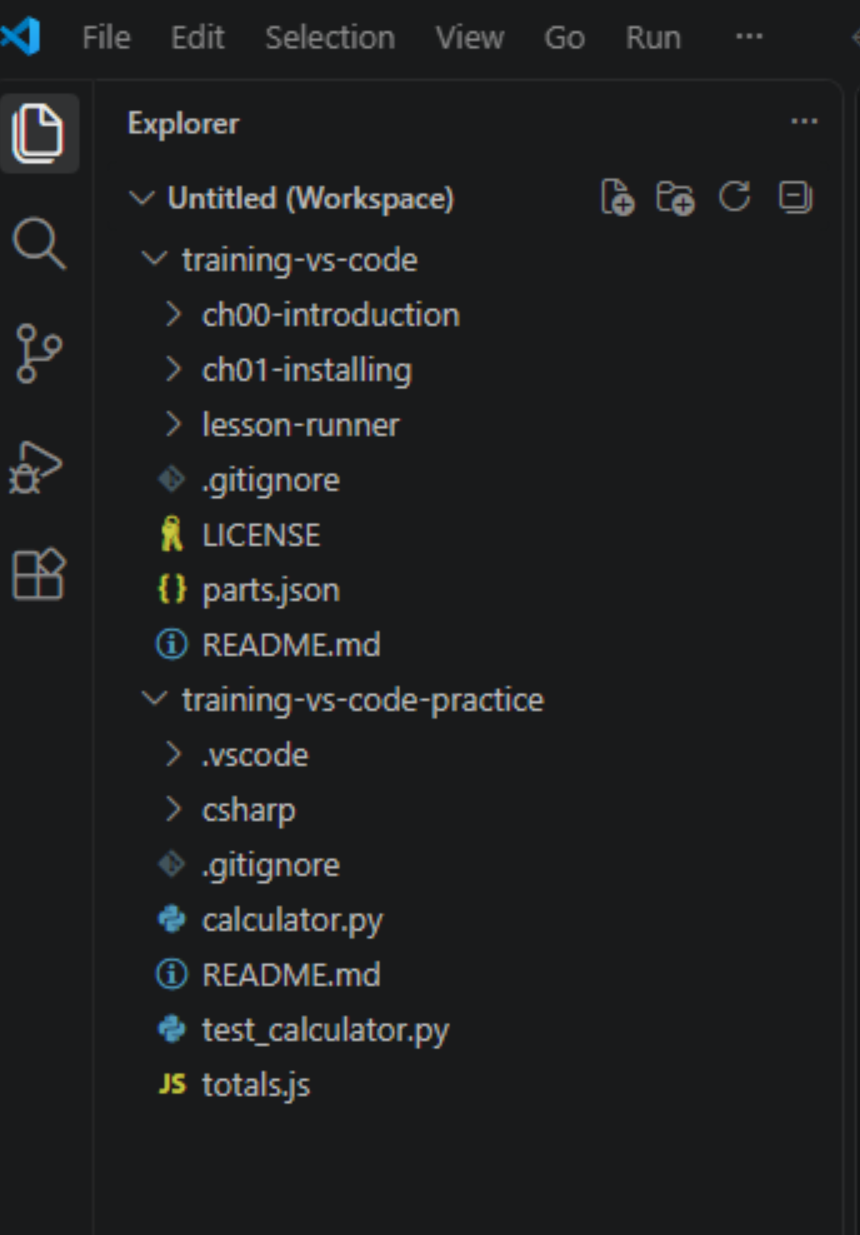 File Edit Selection View Go Run ...
Explorer ...
Untitled (Workspace)
training-vs-code
ch00-introduction
ch01-installing
lesson-runner
.gitignore
LICENSE
{} parts.json
README.md
training-vs-code-practice
.vscode
csharp
.gitignore
calculator.py
README.md
test_calculator.py
JS totals.js